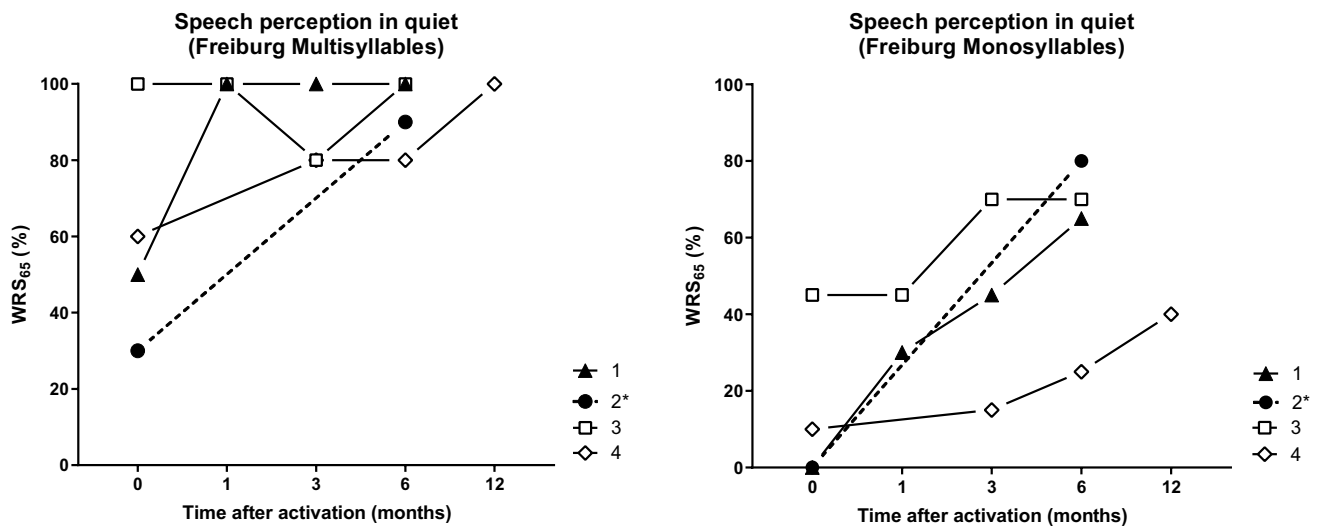 Speech perception in quiet
(Freiburg Multisyllables)
100
80
60
40
20
0
WRS65 (%)
0 1 3 6 12
Time after activation (months)
1
2*
3
4
Speech perception in quiet
(Freiburg Monosyllables)
100
80
60
40
20
0
WRS65 (%)
0 1 3 6 12
Time after activation (months)
1
2*
3
4